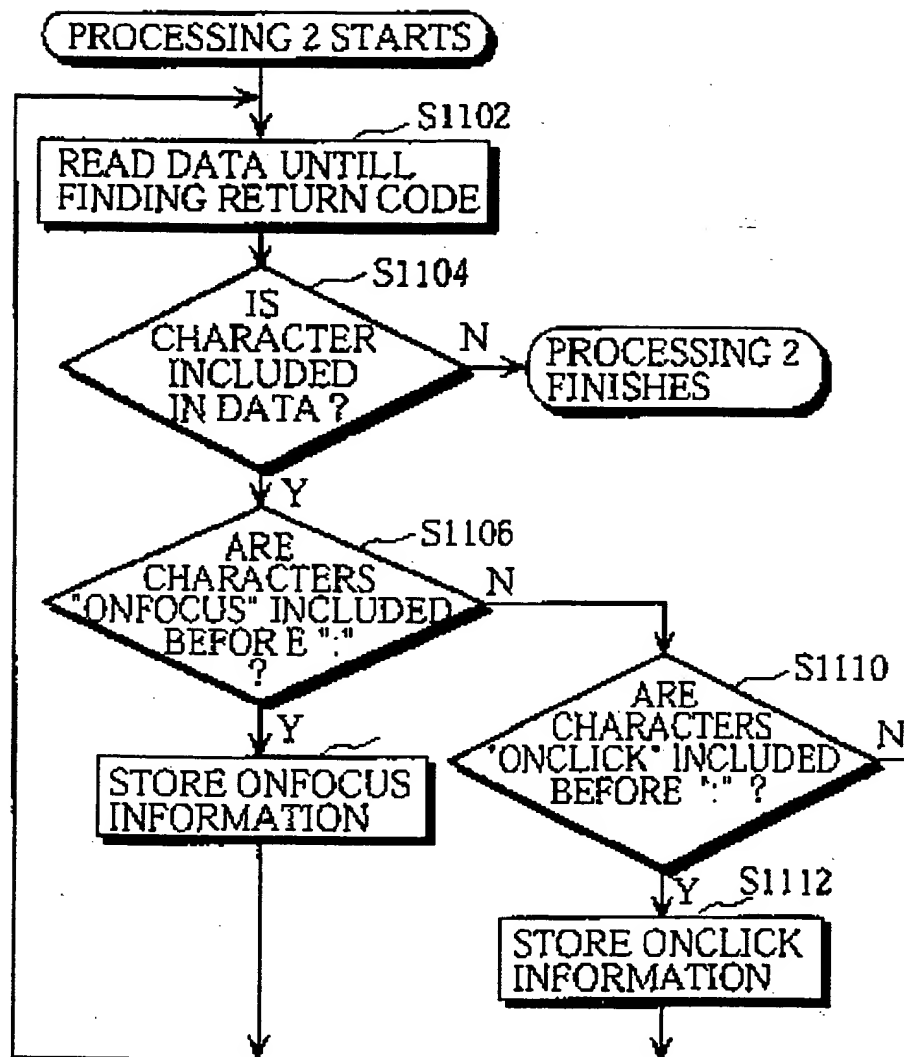 PROCESSING 2 STARTS
S1102
READ DATA UNTILL
FINDING RETURN CODE
S1104
IS
CHARACTER
INCLUDED
IN DATA ?
N
PROCESSING 2
FINISHES
Y
S1106
ARE
CHARACTERS
"ONFOCUS" INCLUDED
BEFORE ":"
?
N
Y
STORE ONFOCUS
INFORMATION
S1110
ARE
CHARACTERS
"ONCLICK" INCLUDED
BEFORE ":" ?
N
Y
S1112
STORE ONCLICK
INFORMATION